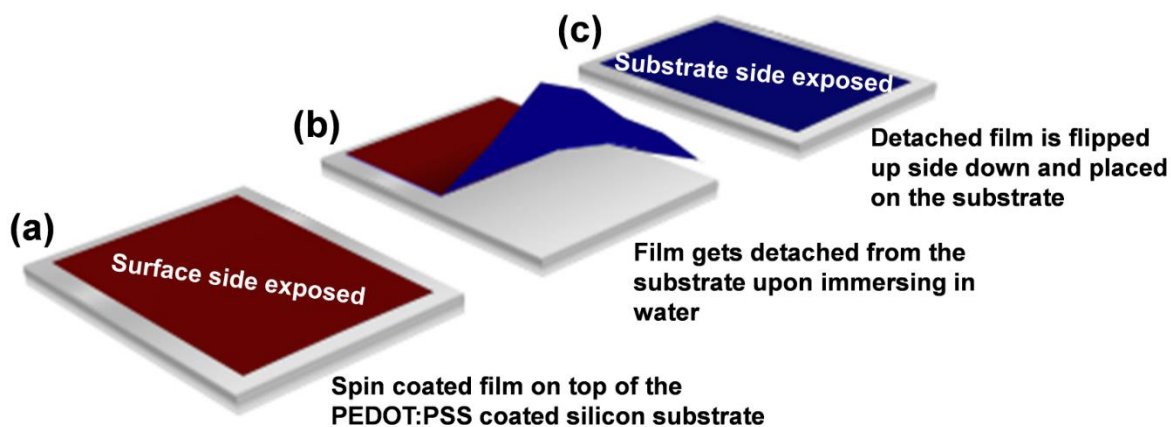 (a)
Surface side exposed
Spin coated film on top of the
PEDOT:PSS coated silicon substrate
(b)
Film gets detached from the
substrate upon immersing in
water
(c)
Substrate side exposed
Detached film is flipped
up side down and placed
on the substrate